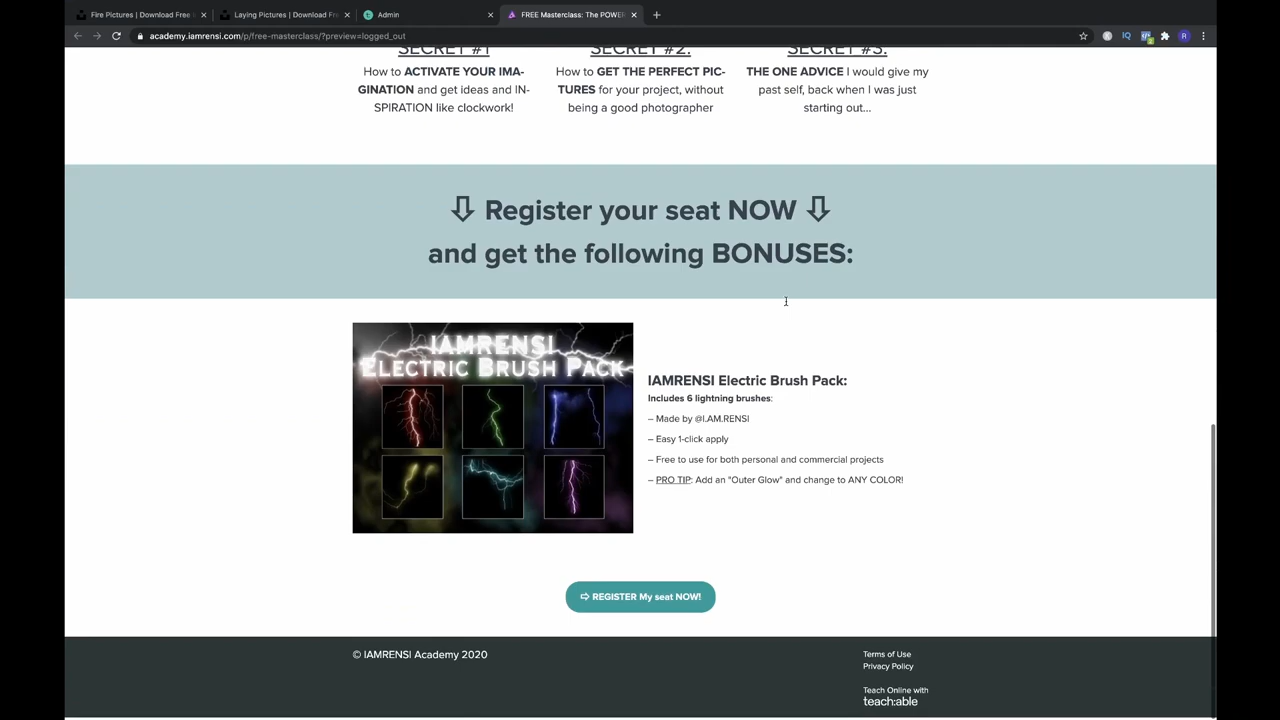 Fire Pictures | Download Free
Laying Pictures | Download Fr
Admin
FREE Masterclass: The POWER
academy.iamrensi.com/p/free-masterclass/?preview=logged_out
SECRET #1
How to ACTIVATE YOUR IMA-
GINATION and get ideas and IN-
SPIRATION like clockwork!
SECRET #2:
How to GET THE PERFECT PIC-
TURES for your project, without
being a good photographer
SECRET #3:
THE ONE ADVICE I would give my
past self, back when I was just
starting out...
⇩ Register your seat NOW ⇩
and get the following BONUSES:
IAMRENSI
ELECTRIC BRUSH PACK
IAMRENSI Electric Brush Pack:
Includes 6 lightning brushes:
– Made by @I.AM.RENSI
– Easy 1-click apply
– Free to use for both personal and commercial projects
– PRO TIP: Add an "Outer Glow" and change to ANY COLOR!
⇨ REGISTER My seat NOW!
© IAMRENSI Academy 2020
Terms of Use
Privacy Policy
Teach Online with
teach:able